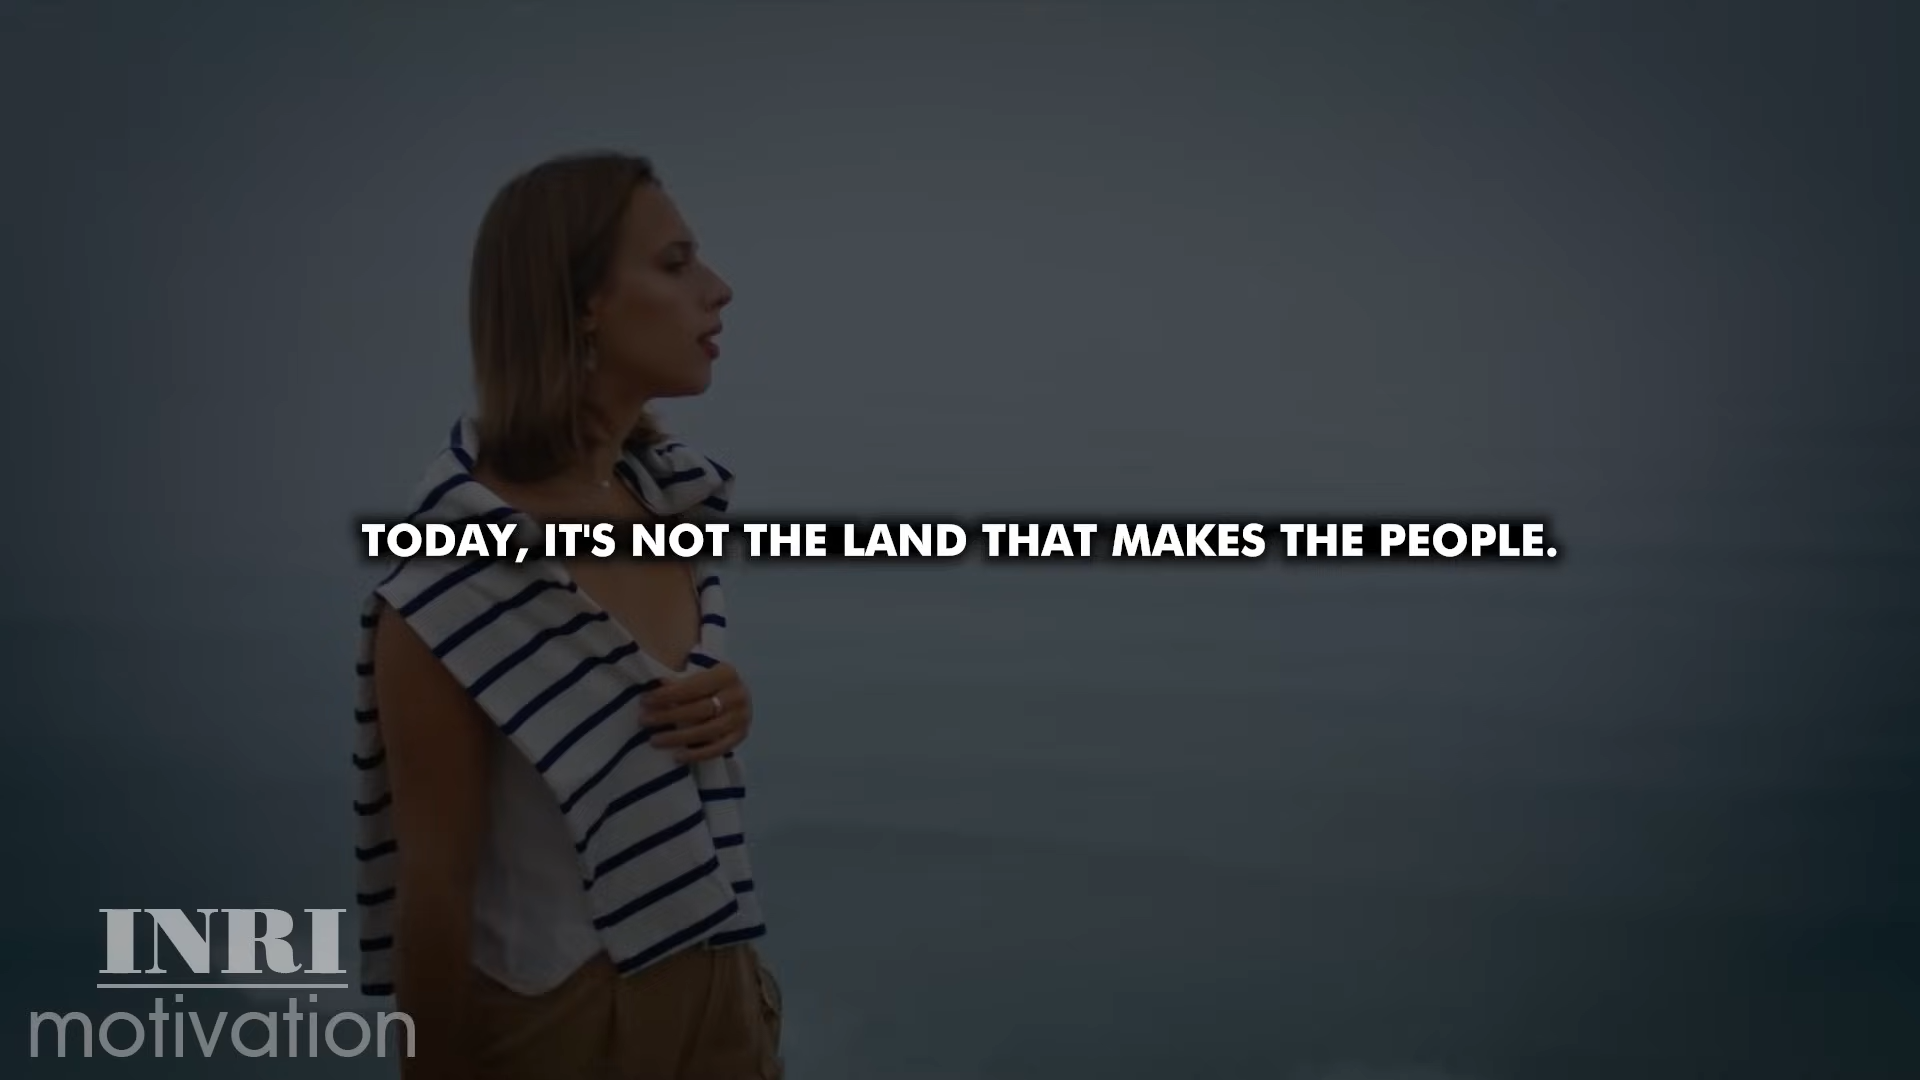 TODAY, IT'S NOT THE LAND THAT MAKES THE PEOPLE.
INRI
motivation